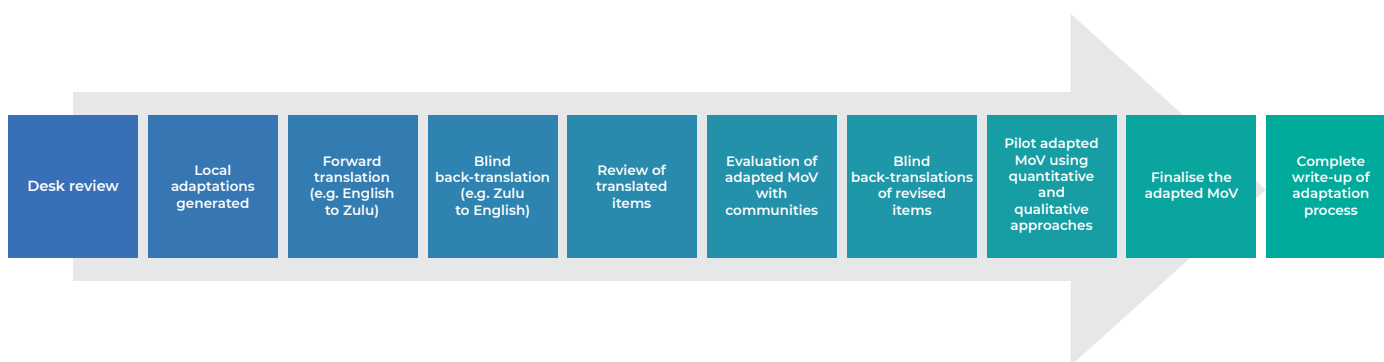 Desk review
Local
adaptations
generated
Forward
translation
(e.g. English
to Zulu)
Blind
back-translation
(e.g. Zulu
to English)
Review of
translated
items
Evaluation of
adapted MoV
with
communities
Blind
back-translations
of revised
items
Pilot adapted
MoV using
quantitative
and
qualitative
approaches
Finalise the
adapted MoV
Complete
write-up of
adaptation
process